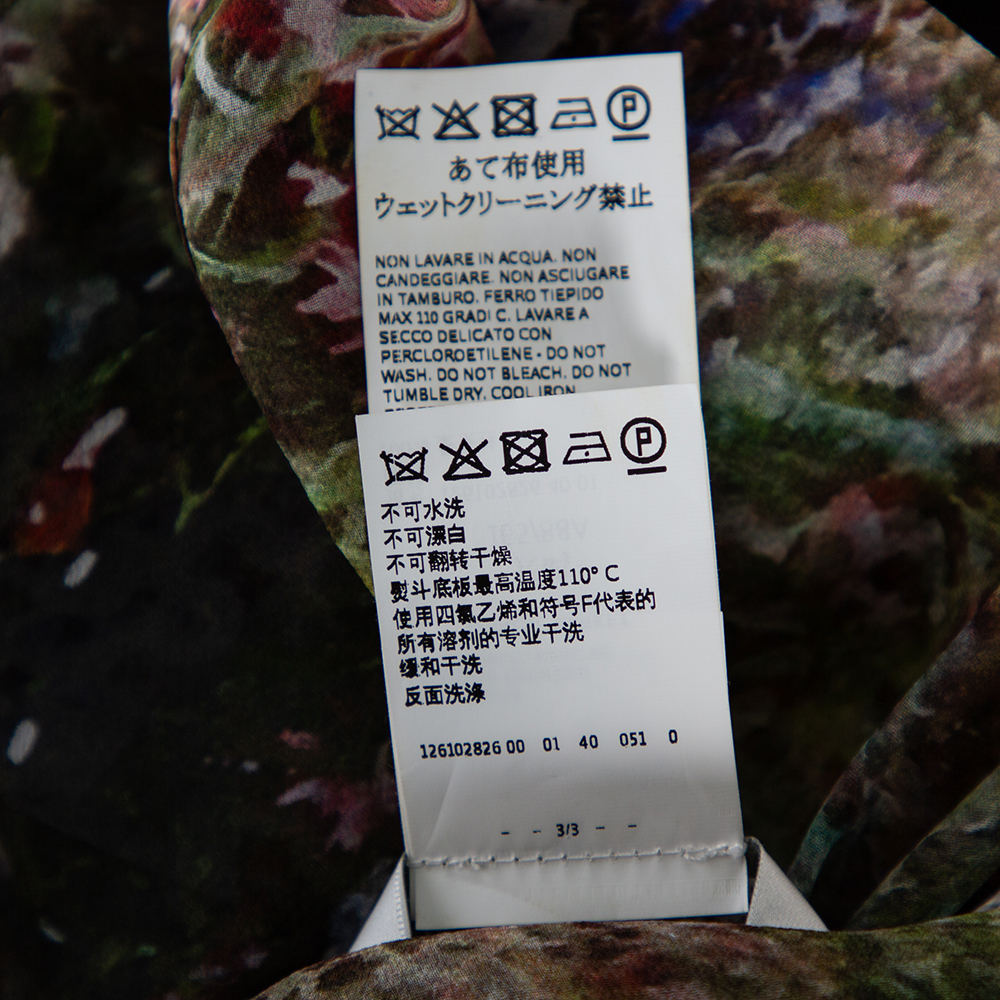 P
あて布使用
ウェットクリーニング禁止
NON LAVARE IN ACQUA. NON
CANDEGGIARE. NON ASCIUGARE
IN TAMBURO. FERRO TIEPIDO
MAX 110 GRADI C. LAVARE A
SECCO DELICATO CON
PERCLOROETILENE - DO NOT
WASH. DO NOT BLEACH. DO NOT
TUMBLE DRY. COOL IRON
P
不可水洗
不可漂白
不可翻转干燥
熨斗底板最高温度110° C
使用四氯乙烯和符号F代表的
所有溶剂的专业干洗
缓和干洗
反面洗涤
126102826 00 01 40 051 0
- - 3/3 - -